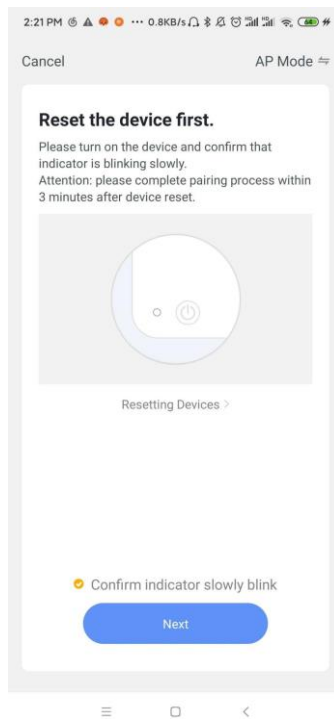 2:21 PM ··· 0.8KB/s
Cancel AP Mode
Reset the device first.
Please turn on the device and confirm that
indicator is blinking slowly.
Attention: please complete pairing process within
3 minutes after device reset.
Resetting Devices >
Confirm indicator slowly blink
Next